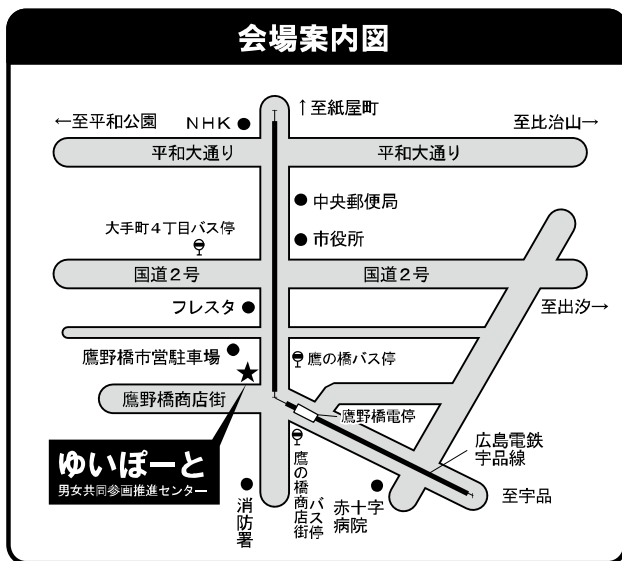 会場案内図
←至平和公園
NHK
↑至紙屋町
至比治山→
平和大通り
平和大通り
中央郵便局
大手町4丁目バス停
市役所
国道2号
国道2号
フレスタ
至出汐→
鷹野橋市営駐車場
鷹の橋バス停
鷹野橋商店街
鷹野橋電停
ゆいぽーと
男女共同参画推進センター
広島電鉄
宇品線
至宇品
消防署
鷹の橋商店街
バス停
赤十字
病院